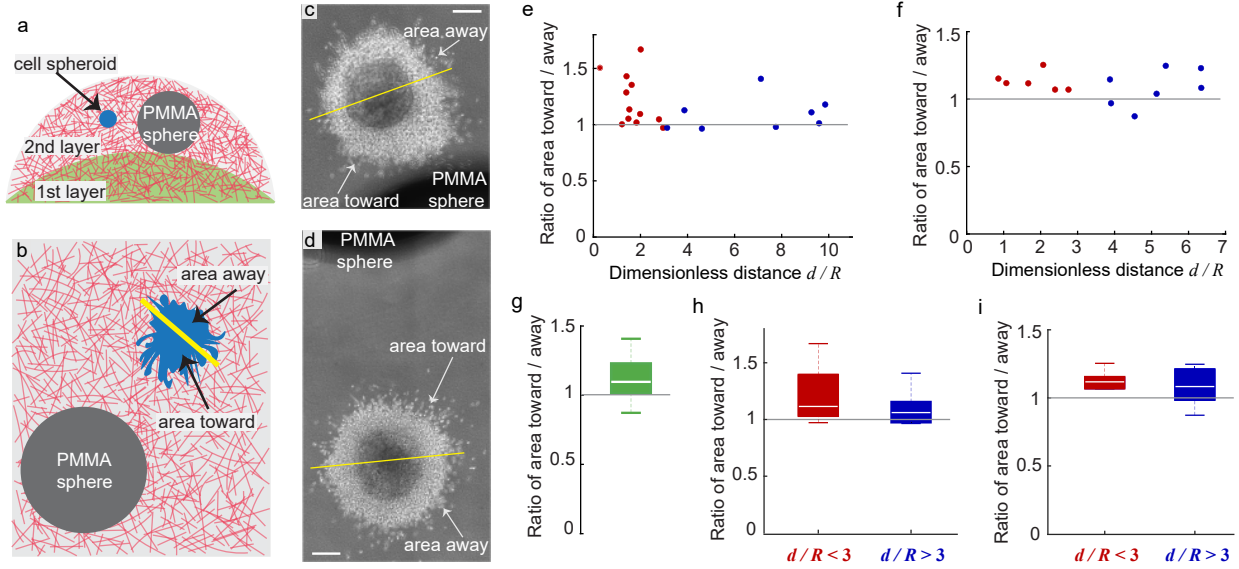 a
cell spheroid
PMMA
sphere
2nd layer
1st layer
b
area away
area toward
PMMA
sphere
c
area away
area toward
PMMA
sphere
d
PMMA
sphere
area toward
area away
e
Ratio of area toward / away
1.5
1
0.5
0 2 4 6 8 10
Dimensionless distance d / R
f
Ratio of area toward / away
1.5
1
0.5
0
0 1 2 3 4 5 6 7
Dimensionless distance d / R
g
Ratio of area toward / away
1.5
1
0.5
0
h
Ratio of area toward / away
1.5
1
0.5
0
d / R < 3 d / R > 3
i
Ratio of area toward / away
1.5
1
0.5
0
d / R < 3 d / R > 3